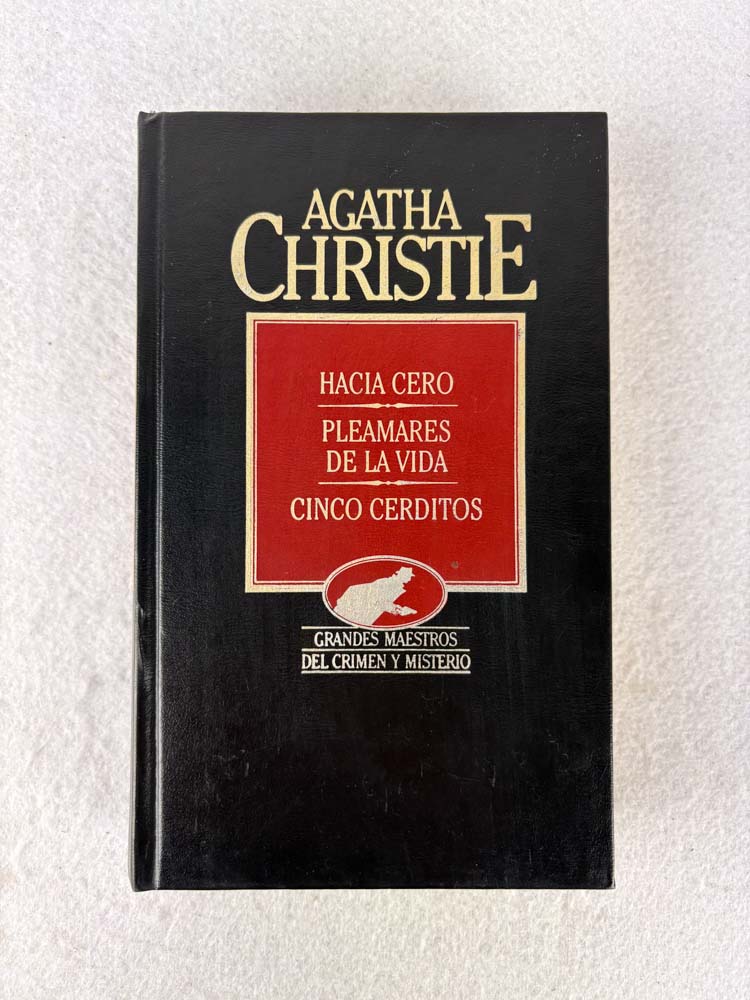 AGATHA
CHRISTIE
HACIA CERO
PLEAMARES
DE LA VIDA
CINCO CERDITOS
GRANDES MAESTROS
DEL CRIMEN Y MISTERIO